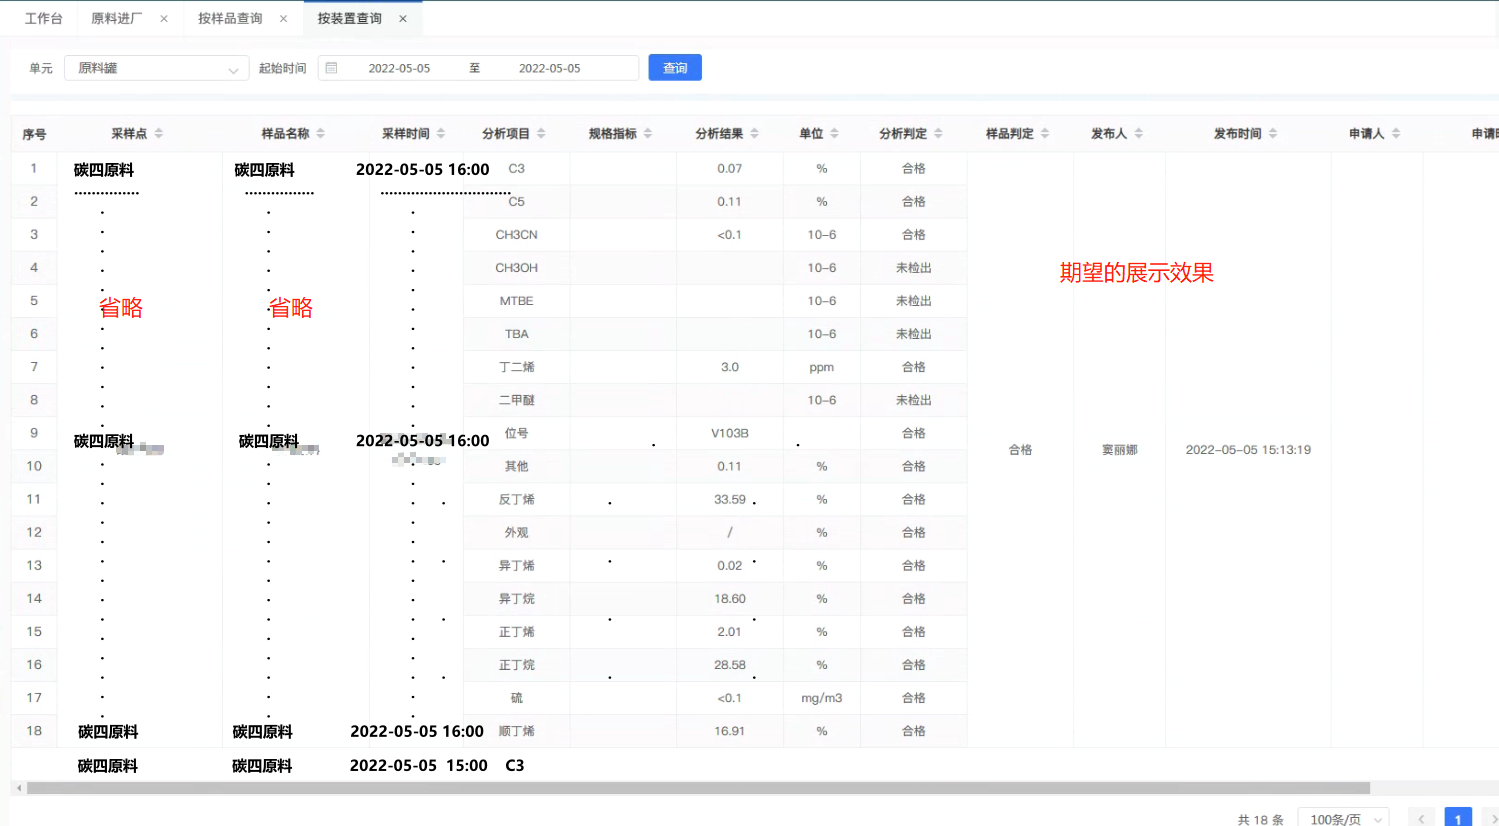 工作台 原料进厂 × 按样品查询 × 按装置查询 ×
单元 原料罐 起始时间 2022-05-05 至 2022-05-05 查询
序号 采样点 样品名称 采样时间 分析项目 规格指标 分析结果 单位 分析判定 样品判定 发布人 发布时间 申请人
1 碳四原料 碳四原料 2022-05-05 16:00 C3 0.07 % 合格
2 C5 0.11 % 合格
3 CH3CN <0.1 10-6 合格
4 CH3OH 10-6 未检出
期望的展示效果
5 MTBE 10-6 未检出
省略 省略
6 TBA 10-6 未检出
7 丁二烯 3.0 ppm 合格
8 二甲醚 10-6 未检出
9 碳四原料 碳四原料 2022-05-05 16:00 位号 V103B 合格
合格 窦丽娜 2022-05-05 15:13:19
10 其他 0.11 % 合格
11 反丁烯 33.59 % 合格
12 外观 / % 合格
13 异丁烯 0.02 % 合格
14 异丁烷 18.60 % 合格
15 正丁烯 2.01 % 合格
16 正丁烷 28.58 % 合格
17 硫 <0.1 mg/m3 合格
18 碳四原料 碳四原料 2022-05-05 16:00 顺丁烯 16.91 % 合格
碳四原料 碳四原料 2022-05-05 15:00 C3
共 18 条 100条/页 1